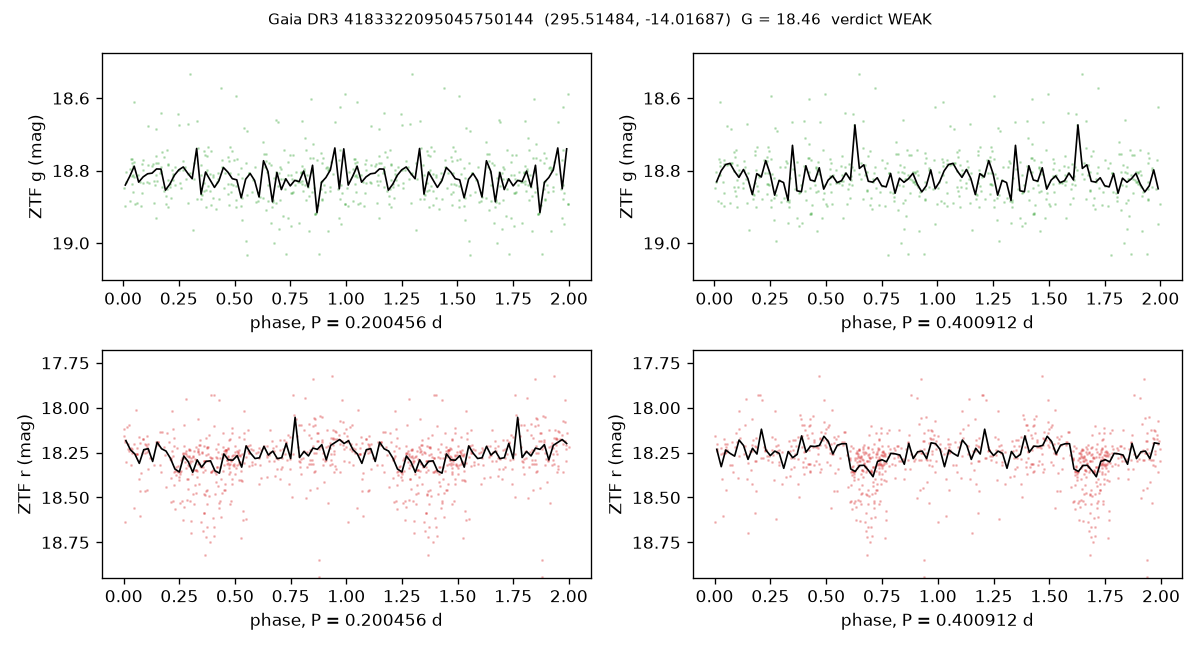 Gaia DR3 4183322095045750144 (295.51484, -14.01687) G = 18.46 verdict WEAK
ZTF g (mag)
18.6
18.8
19.0
0.00 0.25 0.50 0.75 1.00 1.25 1.50 1.75 2.00
phase, P = 0.200456 d
ZTF g (mag)
18.6
18.8
19.0
0.00 0.25 0.50 0.75 1.00 1.25 1.50 1.75 2.00
phase, P = 0.400912 d
ZTF r (mag)
17.75
18.00
18.25
18.50
18.75
0.00 0.25 0.50 0.75 1.00 1.25 1.50 1.75 2.00
phase, P = 0.200456 d
ZTF r (mag)
17.75
18.00
18.25
18.50
18.75
0.00 0.25 0.50 0.75 1.00 1.25 1.50 1.75 2.00
phase, P = 0.400912 d